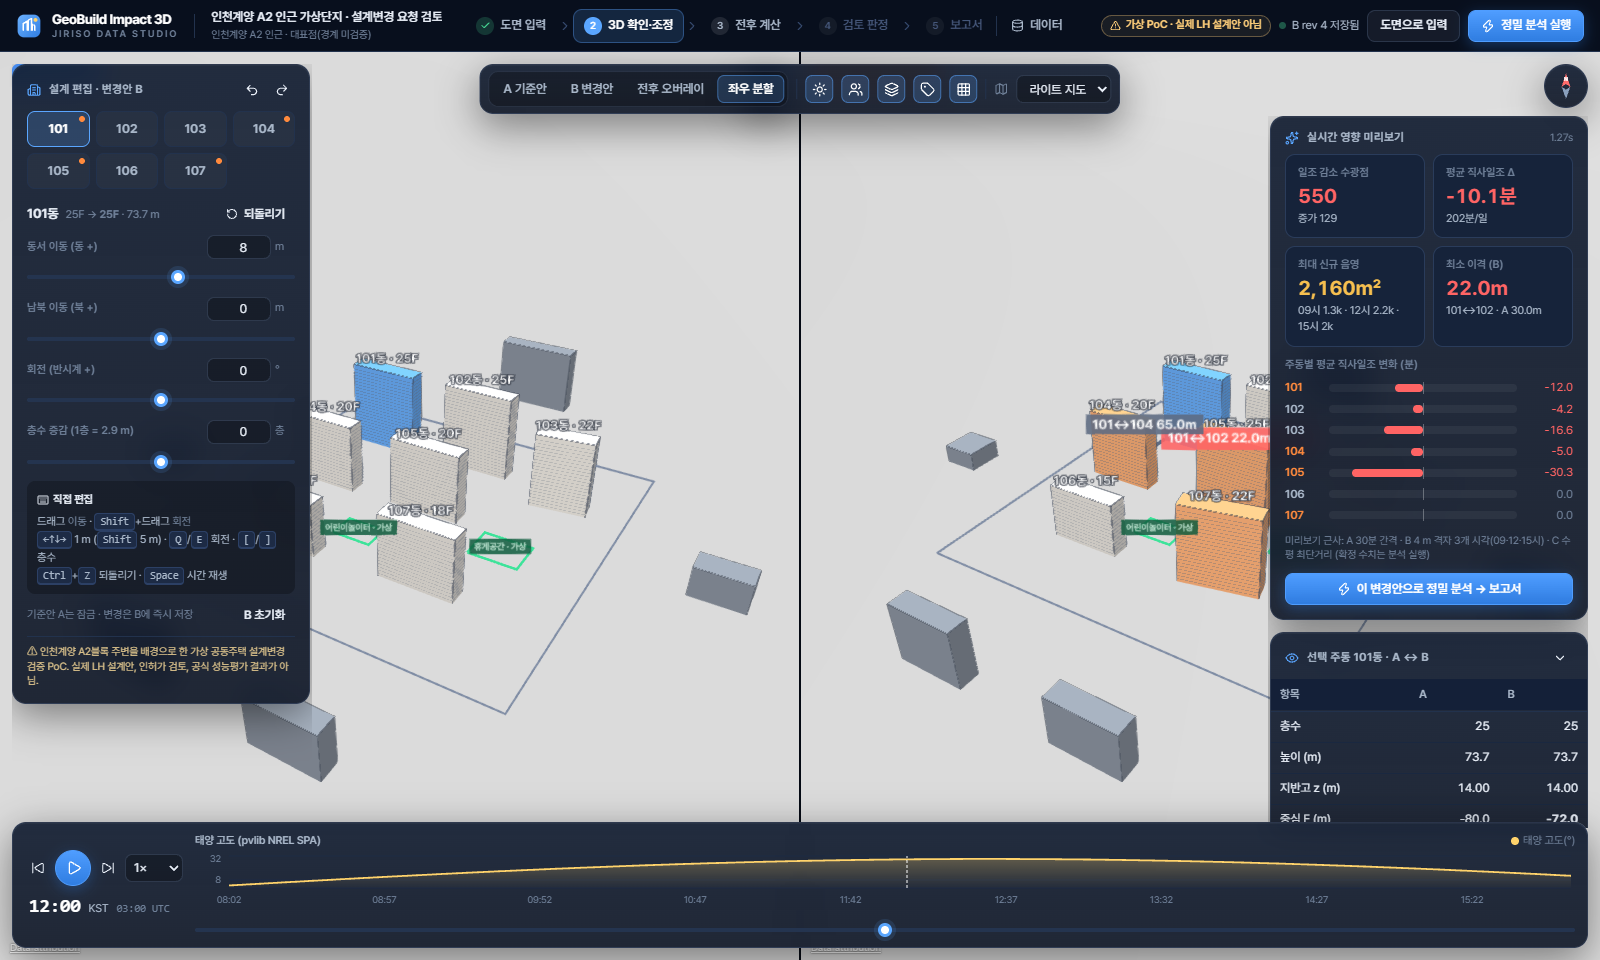 GeoBuild Impact 3D
JIRISO DATA STUDIO
인천계양 A2 인근 가상단지 · 설계변경 요청 검토
인천계양 A2 인근 · 대표점(경계 미검증)
도면 입력
2 3D 확인·조정
3 전후 계산
4 검토 판정
5 보고서
데이터
가상 PoC · 실제 LH 설계안 아님
B rev 4 저장됨
도면으로 입력
정밀 분석 실행
설계 편집 · 변경안 B
101 102 103 104
105 106 107
101동 25F → 25F · 73.7 m
되돌리기
동서 이동 (동 +) 8 m
남북 이동 (북 +) 0 m
회전 (반시계 +) 0 °
층수 증감 (1층 = 2.9 m) 0 층
직접 편집
드래그 이동 · Shift +드래그 회전
←↑↓→ 1 m ( Shift 5 m) · Q / E 회전 · [ / ]
층수
Ctrl + Z 되돌리기 · Space 시간 재생
기준안 A는 잠금 · 변경은 B에 즉시 저장
B 초기화
인천계양 A2블록 주변을 배경으로 한 가상 공동주택 설계변경
검증 PoC. 실제 LH 설계안, 인허가 검토, 공식 성능평가 결과가 아
님.
A 기준안
B 변경안
전후 오버레이
좌우 분할
라이트 지도
101동 · 25F
102동 · 25F
4동 · 20F
105동 · 20F
103동 · 22F
F
107동 · 18F
어린이놀이터 · 가상
휴게공간 · 가상
101동 · 25F
102
104동 · 20F
101↔104 65.0m
105동 · 25F
101↔102 22.0m
106동 · 15F
107동 · 22F
어린이놀이터 · 가상
실시간 영향 미리보기
1.27s
일조 감소 수광점
550
증가 129
평균 직사일조 Δ
-10.1분
202분/일
최대 신규 음영
2,160m²
09시 1.3k · 12시 2.2k ·
15시 2k
최소 이격 (B)
22.0m
101↔102 · A 30.0m
주동별 평균 직사일조 변화 (분)
101 -12.0
102 -4.2
103 -16.6
104 -5.0
105 -30.3
106 0.0
107 0.0
미리보기 근사: A 30분 간격 · B 4 m 격자 3개 시각(09·12·15시) · C 수
평 최단거리 (확정 수치는 분석 실행)
이 변경안으로 정밀 분석 → 보고서
선택 주동 101동 · A ↔ B
항목 A B
층수 25 25
높이 (m) 73.7 73.7
지반고 z (m) 14.00 14.00
중심 E (m) -80.0 -72.0
태양 고도 (pvlib NREL SPA)
태양 고도(°)
32
8
1×
12:00 KST 03:00 UTC
08:02 08:57 09:52 10:47 11:42 12:37 13:32 14:27 15:22